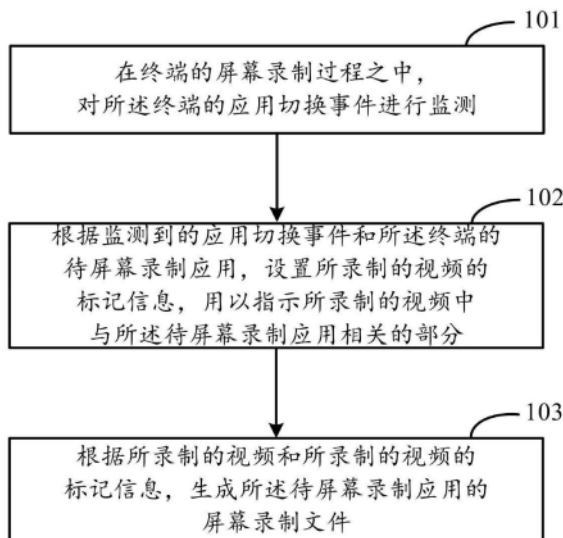 101
在终端的屏幕录制过程之中，
对所述终端的应用切换事件进行监测
102
根据监测到的应用切换事件和所述终端的
待屏幕录制应用，设置所录制的视频的
标记信息，用以指示所录制的视频中
与所述待屏幕录制应用相关的部分
103
根据所录制的视频和所录制的视频的
标记信息，生成所述待屏幕录制应用的
屏幕录制文件